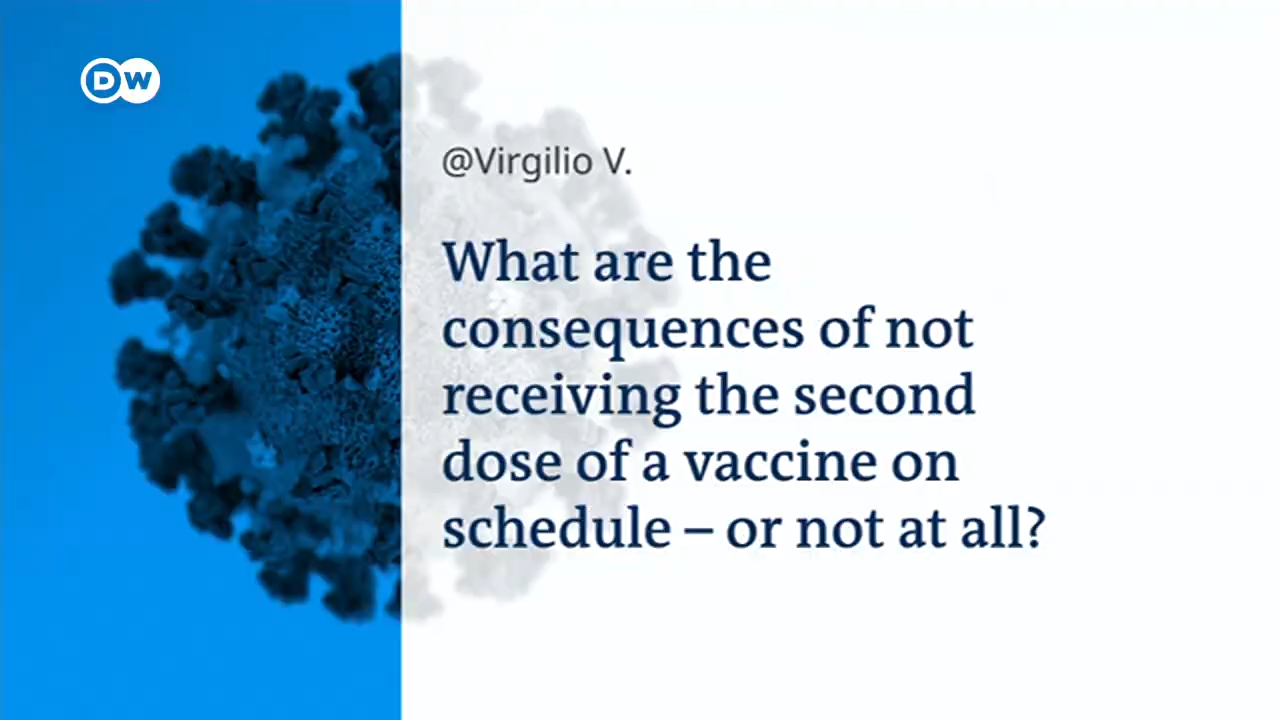 DW
@Virgilio V.
What are the
consequences of not
receiving the second
dose of a vaccine on
schedule – or not at all?